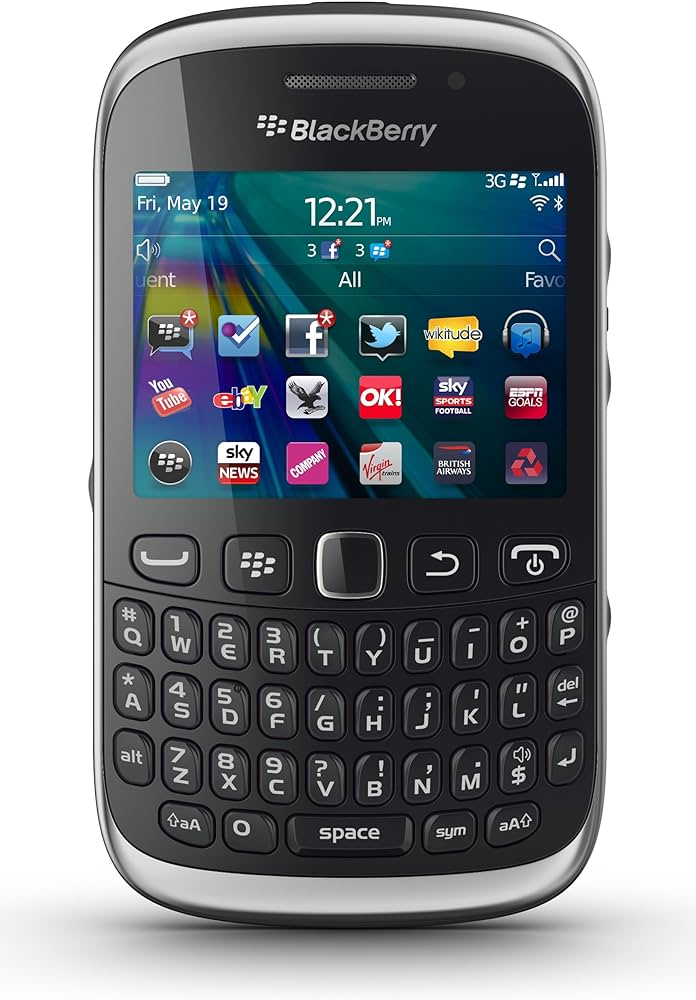 BlackBerry
3G
Fri, May 19
12:21PM
3 f* 3 *
uent All Favo
* f* wikitude
You Tube ebaY OK! sky SPORTS FOOTBALL ESPN GOALS
sky NEWS COMPANY Virgin trains BRITISH AIRWAYS
# Q 1 W 2 E 3 R ( T ) Y _ U - I + O @ P
* A 4 S 5 D 6 F / G : H ; J ' K " L del
alt 7 Z 8 X 9 C ? V ! B , N . M $
aA 0 space sym aA